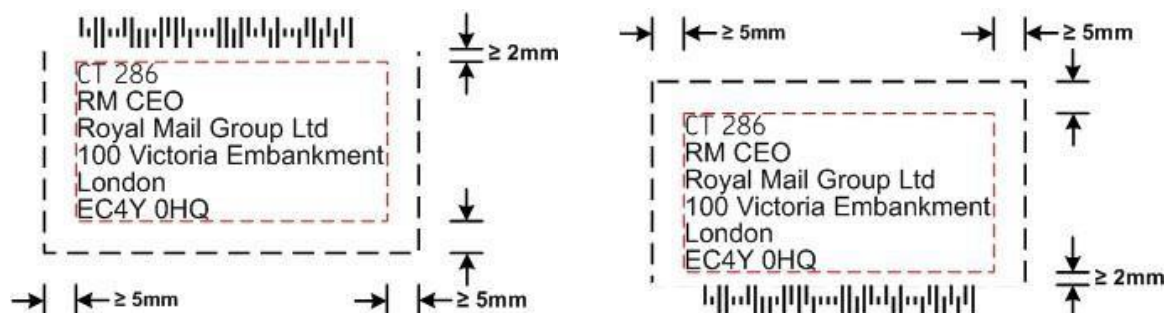 ≥ 2mm
CT 286
RM CEO
Royal Mail Group Ltd
100 Victoria Embankment
London
EC4Y 0HQ
≥ 5mm
≥ 5mm
≥ 5mm
≥ 5mm
CT 286
RM CEO
Royal Mail Group Ltd
100 Victoria Embankment
London
EC4Y 0HQ
≥ 2mm